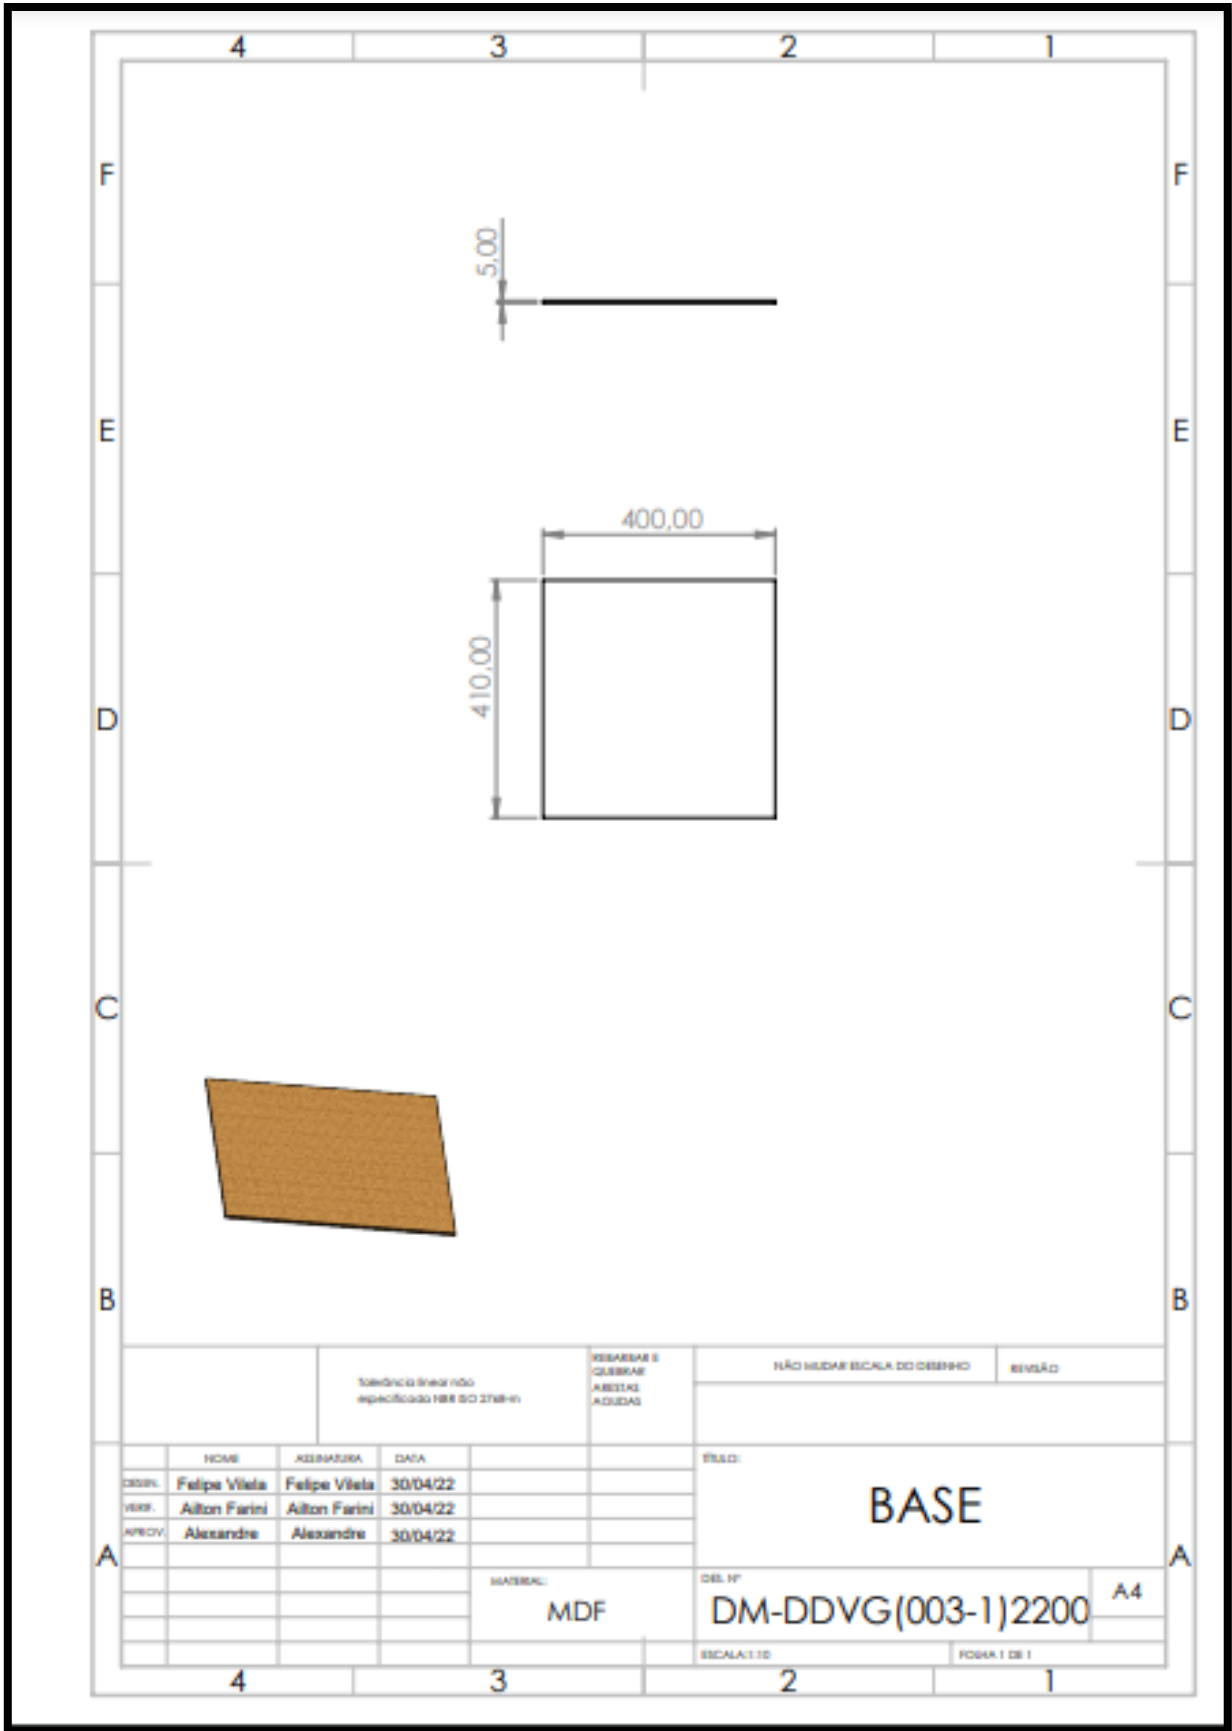 4 3 2 1
F F
5,00
E E
400,00
410,00
D D
C C
B B
REBARBAR E
QUEBRAR
ARESTAS
AGUDAS
NÃO MUDAR ESCALA DO DESENHO REVISÃO
Tolerância linear não
especificada NBR ISO 2768-m
NOME ASSINATURA DATA
TÍTULO:
DESEN. Felipe Vilela Felipe Vilela 30/04/22
BASE
VERIF. Ailton Farini Ailton Farini 30/04/22
APROV. Alexandre Alexandre 30/04/22
A A
MATERIAL:
MDF
DES. Nº
DM-DDVG(003-1)2200
A4
ESCALA:1:10 FOLHA 1 DE 1
4 3 2 1